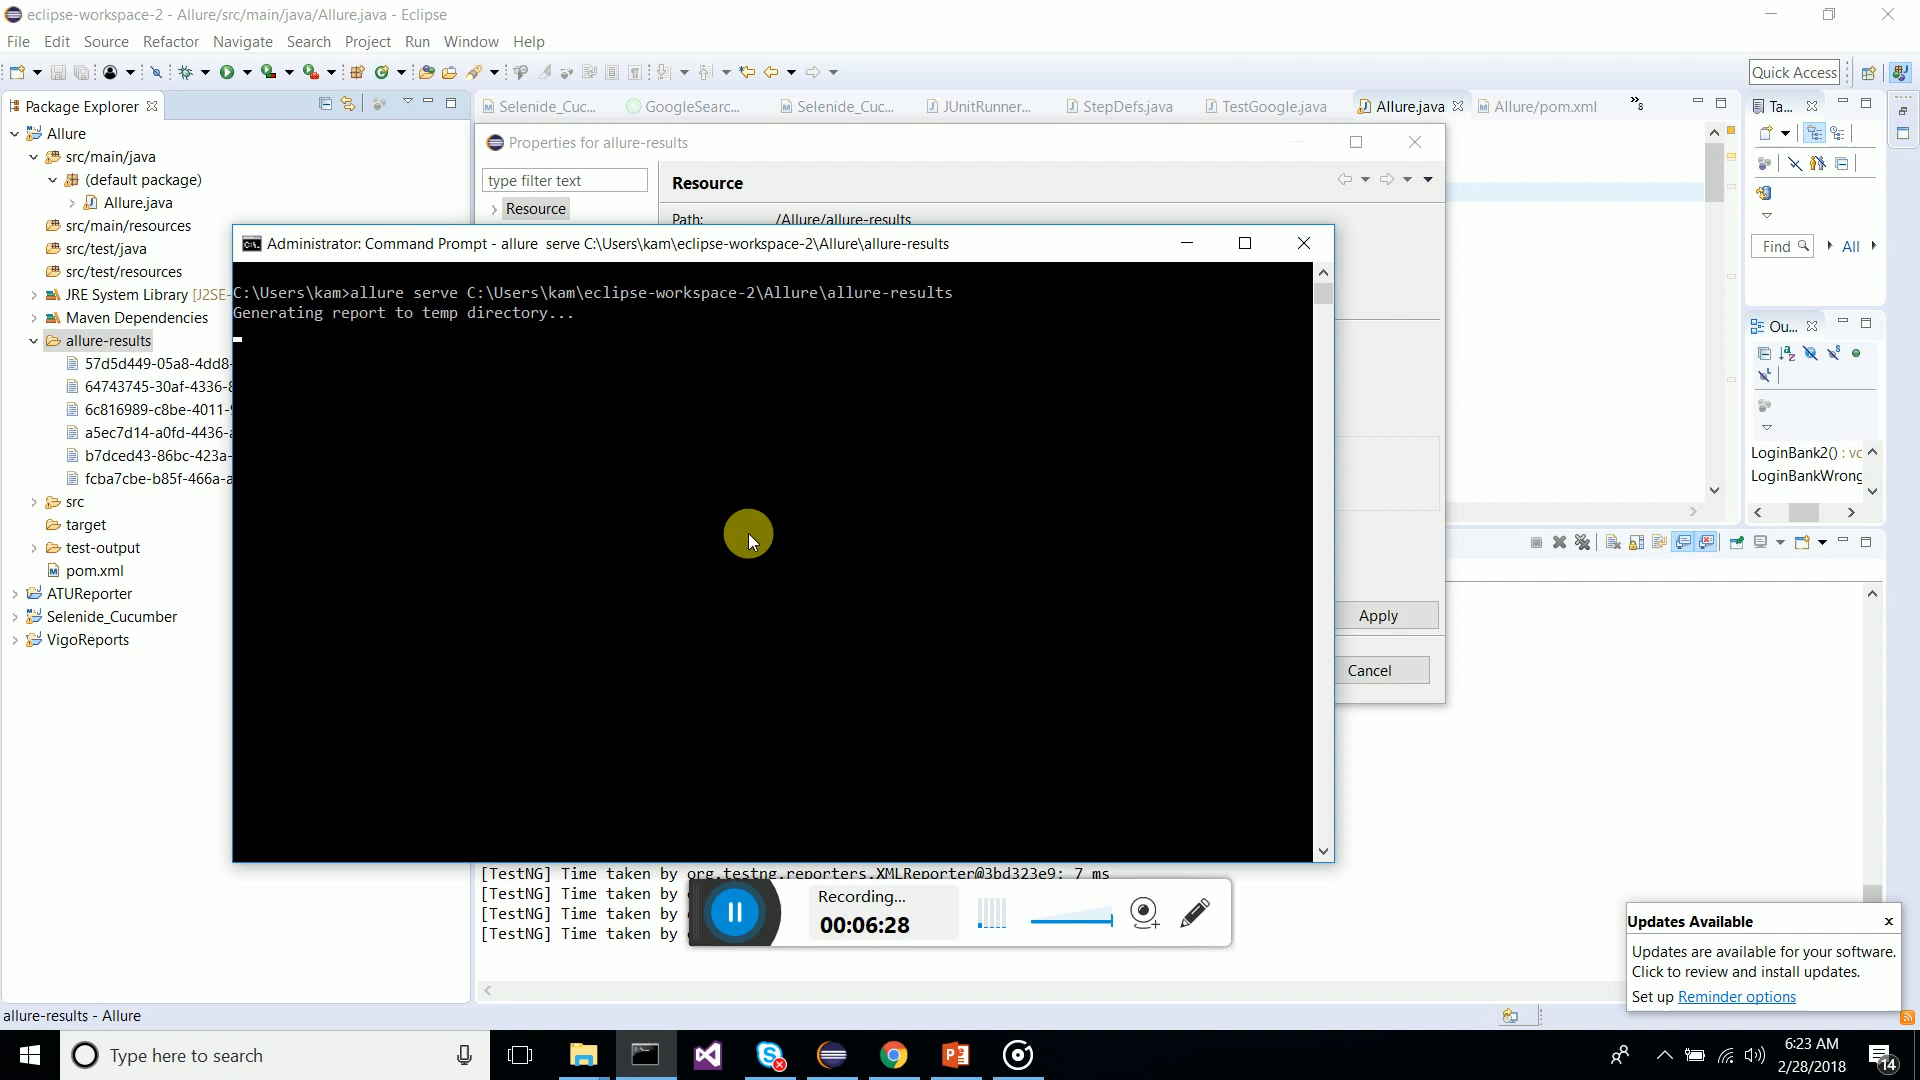 eclipse-workspace-2 - Allure/src/main/java/Allure.java - Eclipse
File Edit Source Refactor Navigate Search Project Run Window Help
Quick Access
Package Explorer
Allure
src/main/java
(default package)
Allure.java
src/main/resources
src/test/java
src/test/resources
JRE System Library [J2SE-
Maven Dependencies
allure-results
57d5d449-05a8-4dd8-
64743745-30af-4336-8
6c816989-c8be-4011-9
a5ec7d14-a0fd-4436-a
b7dced43-86bc-423a-
fcba7cbe-b85f-466a-a
src
target
test-output
pom.xml
ATUReporter
Selenide_Cucumber
VigoReports
Selenide_Cuc... GoogleSearc... Selenide_Cuc... JUnitRunner... StepDefs.java TestGoogle.java Allure.java Allure/pom.xml »8
Properties for allure-results
type filter text
Resource
Resource
Path: /Allure/allure-results
Apply
Cancel
Administrator: Command Prompt - allure serve C:\Users\kam\eclipse-workspace-2\Allure\allure-results
C:\Users\kam>allure serve C:\Users\kam\eclipse-workspace-2\Allure\allure-results
Generating report to temp directory...
Ta...
Find All
Ou...
LoginBank2() : vo
LoginBankWrong
[TestNG] Time taken by org.testng.reporters.XMLReporter@3bd323e9: 7 ms
[TestNG] Time taken by
[TestNG] Time taken by
[TestNG] Time taken by
Recording...
00:06:28
Updates Available
Updates are available for your software.
Click to review and install updates.
Set up Reminder options
allure-results - Allure
Type here to search
6:23 AM
2/28/2018
14